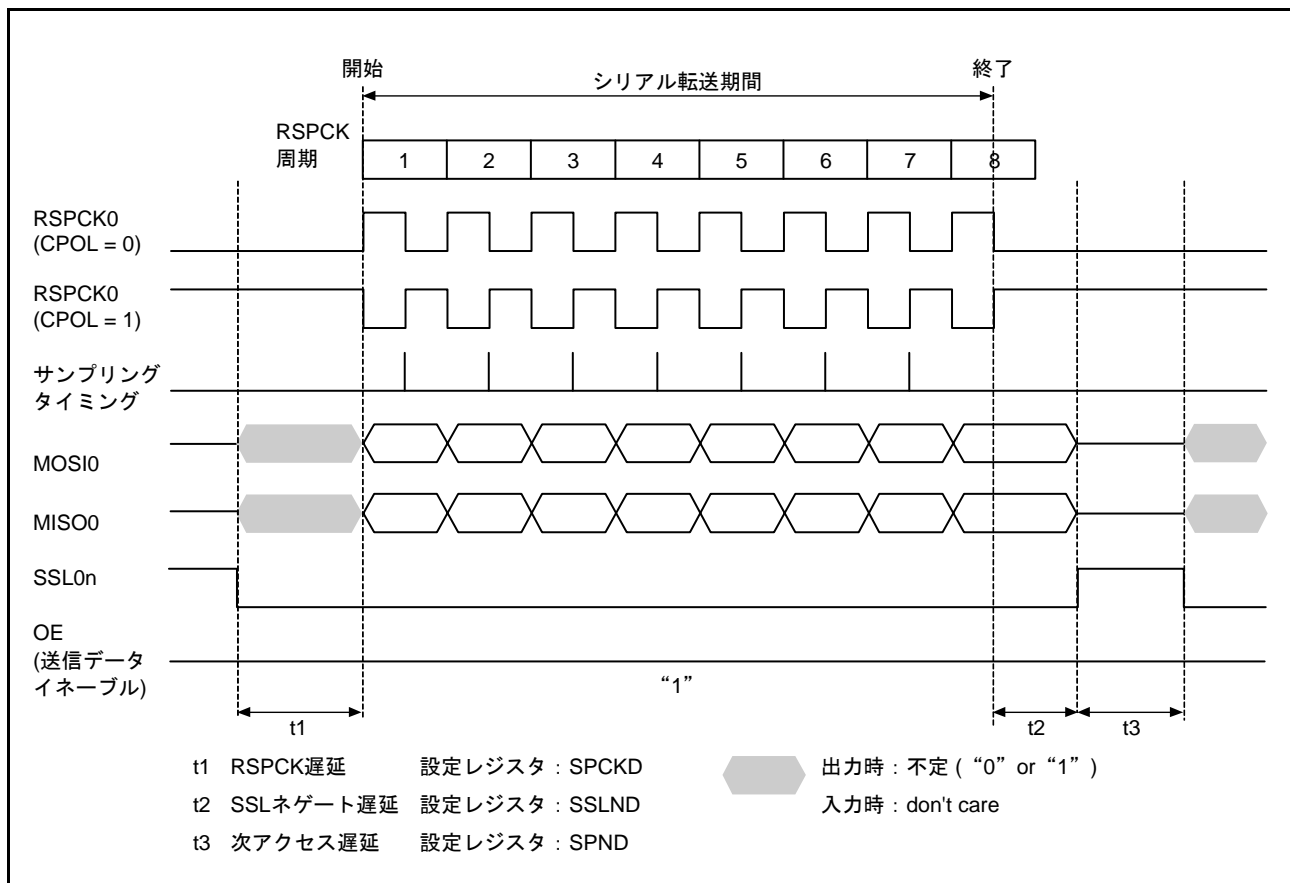 開始
終了
シリアル転送期間
RSPCK
周期
1 2 3 4 5 6 7 8
RSPCK0
(CPOL = 0)
RSPCK0
(CPOL = 1)
サンプリング
タイミング
MOSI0
MISO0
SSL0n
OE
(送信データ
イネーブル)
“1”
t1
t2
t3
t1 RSPCK遅延 設定レジスタ：SPCKD
t2 SSLネゲート遅延 設定レジスタ：SSLND
t3 次アクセス遅延 設定レジスタ：SPND
出力時：不定 (“0” or “1”)
入力時：don't care